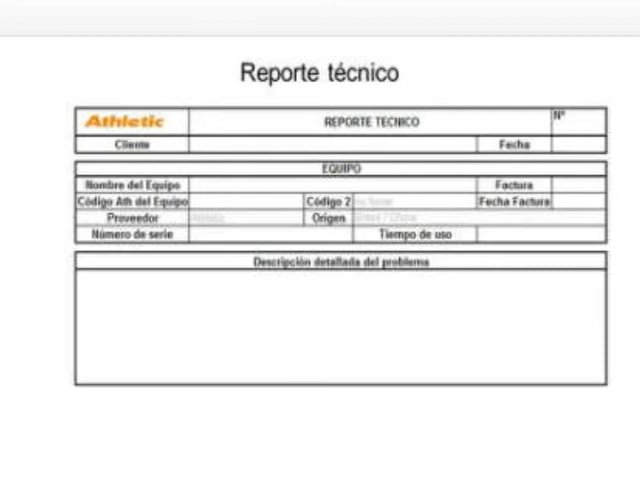 Reporte técnico
Athletic REPORTE TECNICO Nº
Cliente Fecha
EQUIPO
Nombre del Equipo Factura
Código Ath del Equipo Código 2 Fecha Factura
Proveedor Origen
Número de serie Tiempo de uso
Descripción detallada del problema